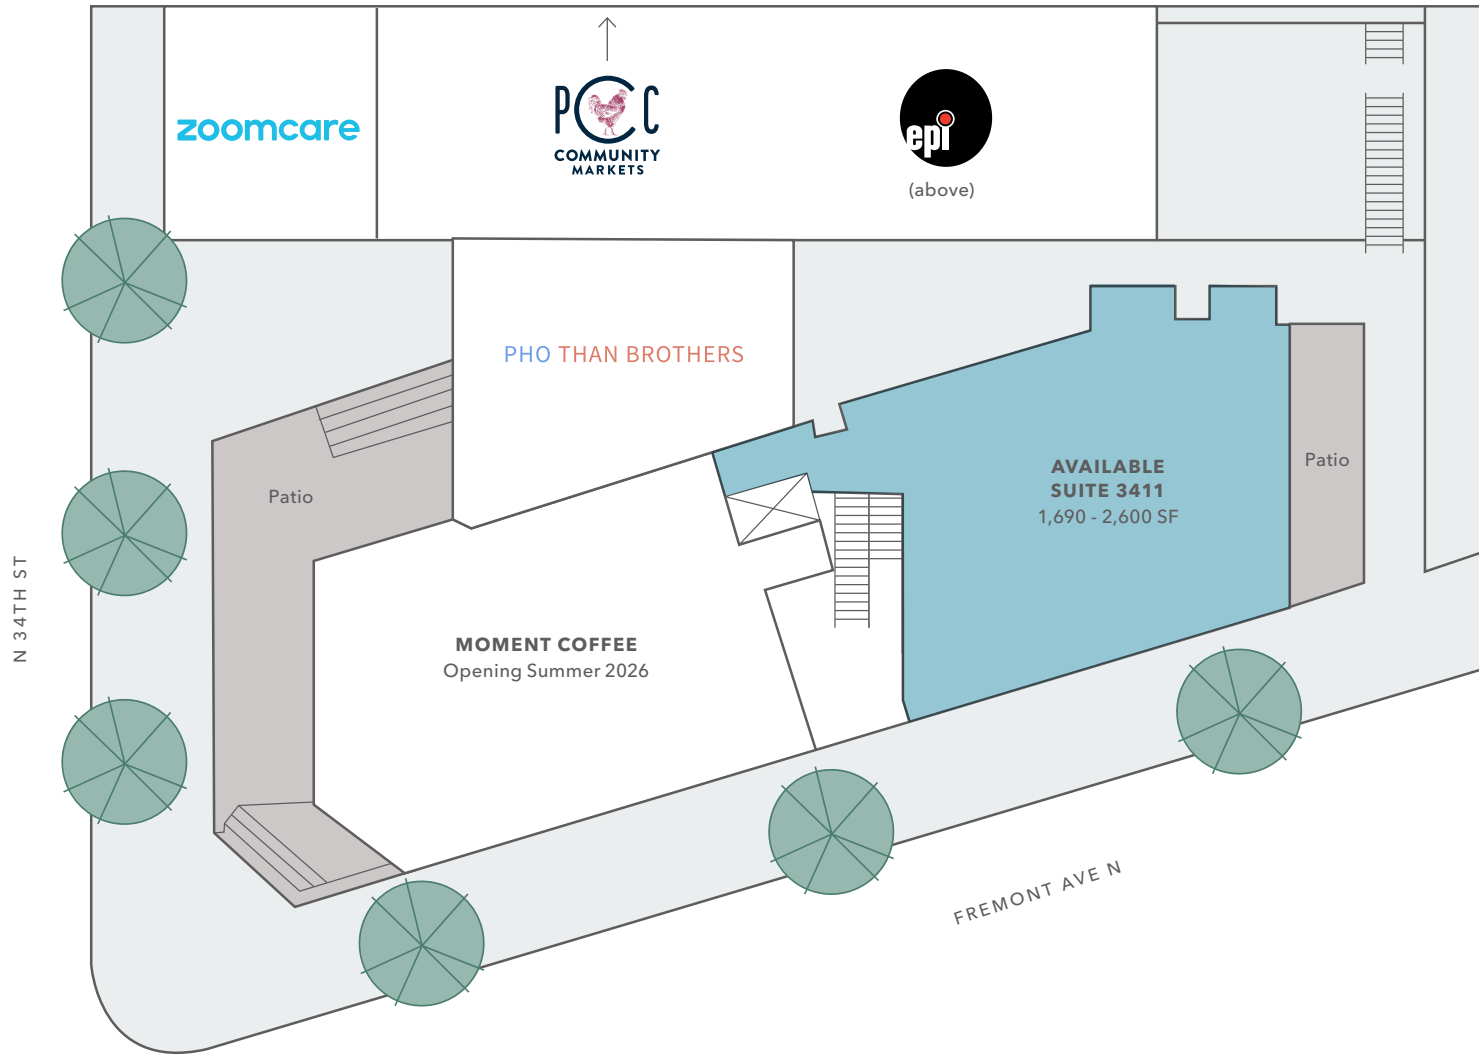 zoomcare
PCC
COMMUNITY
MARKETS
epi
(above)
PHO THAN BROTHERS
Patio
AVAILABLE
SUITE 3411
1,690 - 2,600 SF
Patio
MOMENT COFFEE
Opening Summer 2026
N 34TH ST
FREMONT AVE N